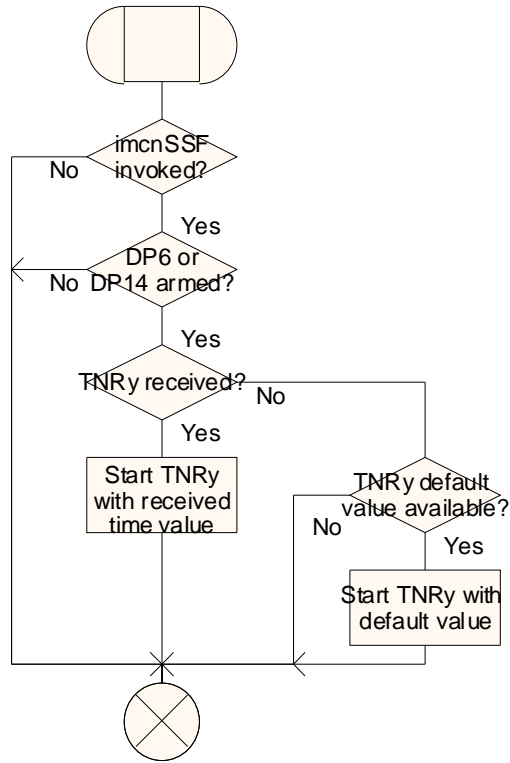 imcnSSF
invoked?
No
Yes
DP6 or
DP14 armed?
No
Yes
TNRy received?
No
Yes
Start TNRy
with received
time value
TNRy default
value available?
No
Yes
Start TNRy with
default value